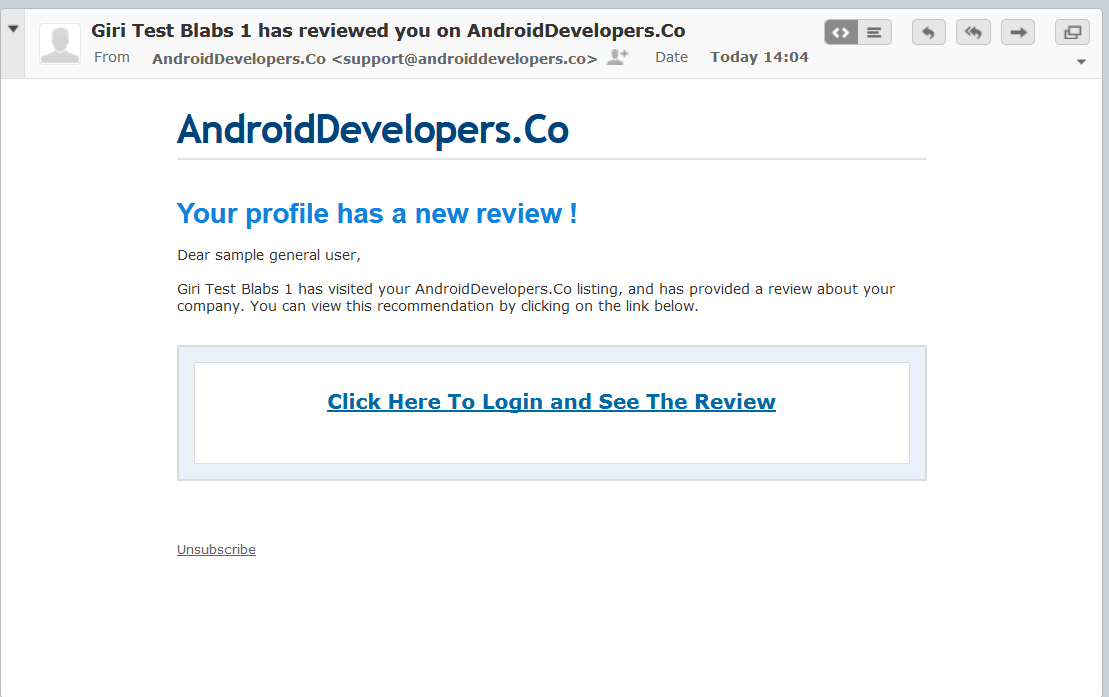 Giri Test Blabs 1 has reviewed you on AndroidDevelopers.Co
From AndroidDevelopers.Co <support@androiddevelopers.co> Date Today 14:04
AndroidDevelopers.Co
Your profile has a new review !
Dear sample general user,
Giri Test Blabs 1 has visited your AndroidDevelopers.Co listing, and has provided a review about your
company. You can view this recommendation by clicking on the link below.
Click Here To Login and See The Review
Unsubscribe